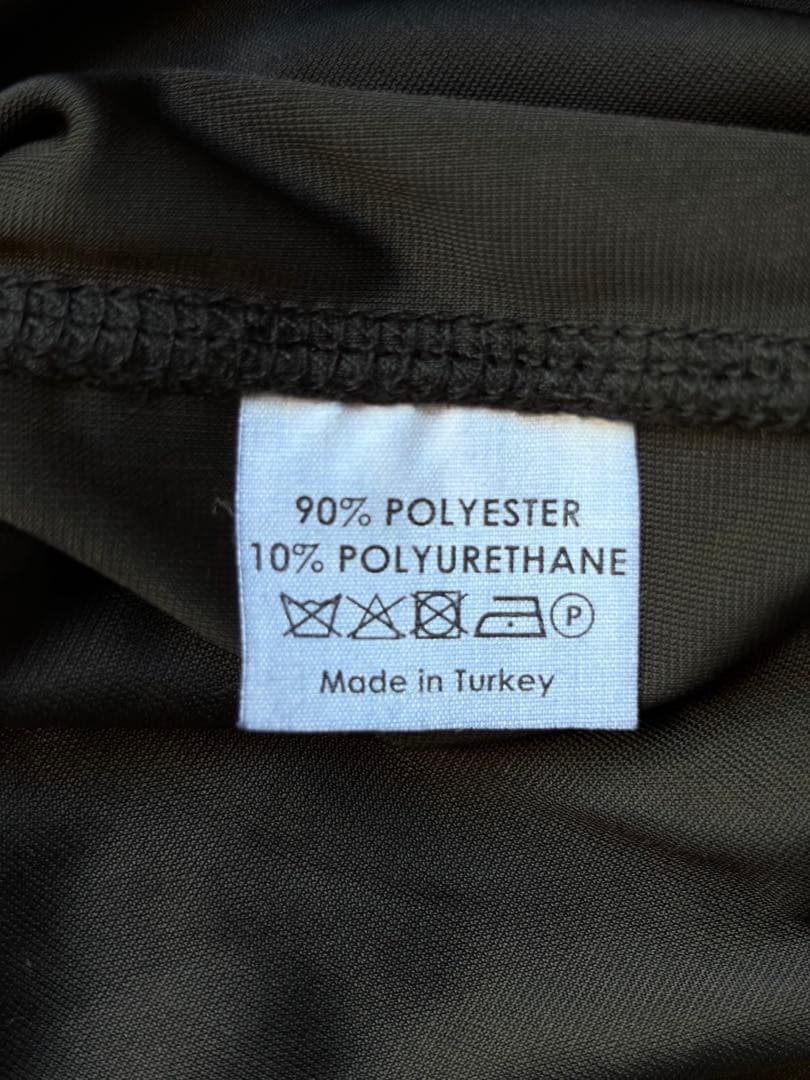 90% POLYESTER
10% POLYURETHANE
P
Made in Turkey